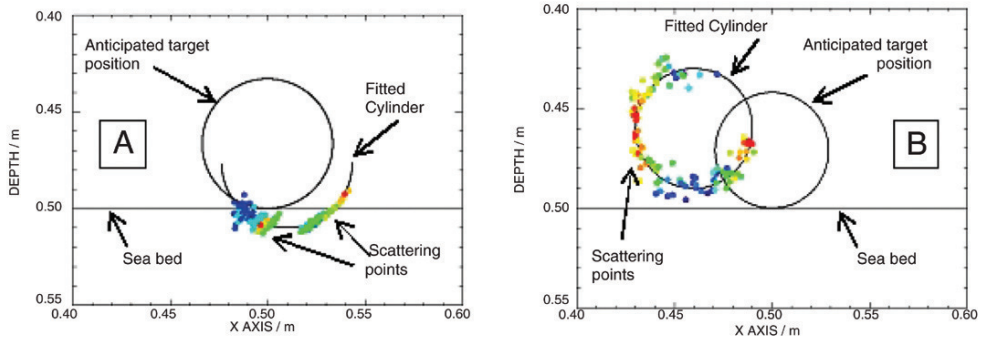 0.40
Anticipated target
position
Fitted
Cylinder
0.45
A
DEPTH / m
0.50
Sea bed
Scattering
points
0.55
0.40
0.45
0.50
0.55
0.60
X AXIS / m
0.40
Fitted Cylinder
Anticipated target
position
0.45
B
DEPTH / m
0.50
Scattering
points
Sea bed
0.55
0.40
0.45
0.50
0.55
0.60
X AXIS / m